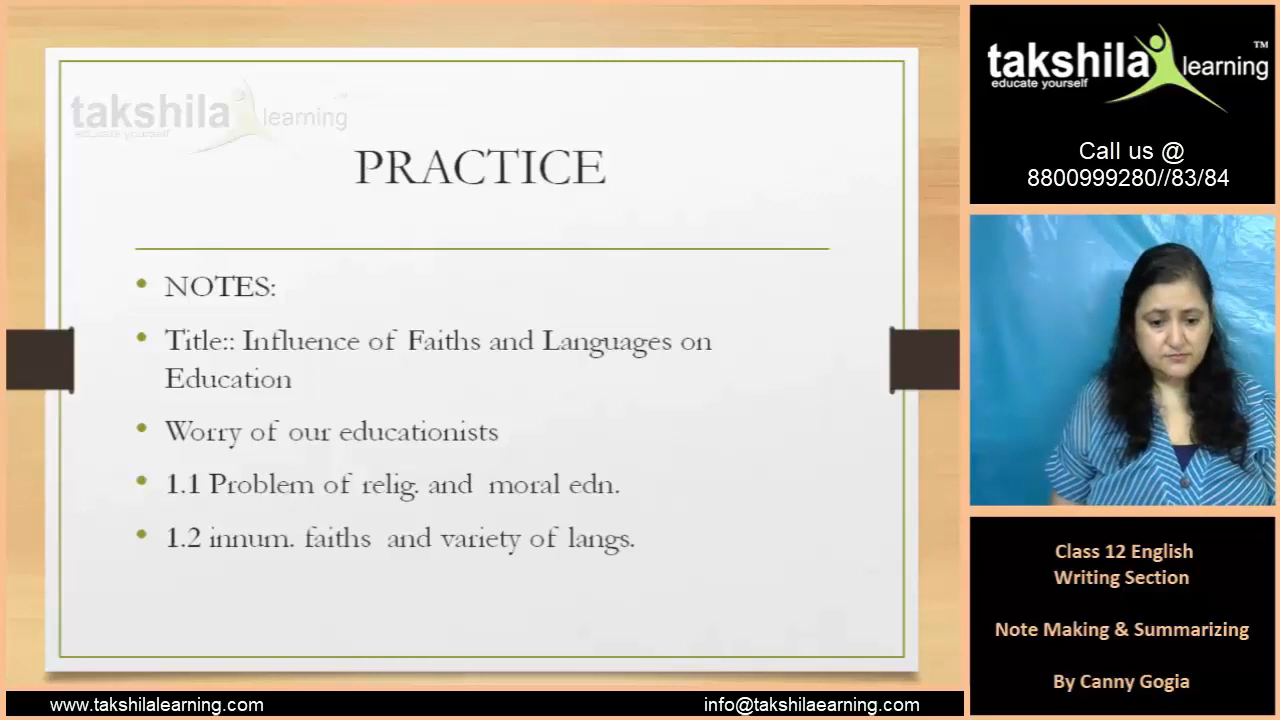 takshila learning
educate yourself
PRACTICE
NOTES:
Title:: Influence of Faiths and Languages on
Education
Worry of our educationists
1.1 Problem of relig. and moral edn.
1.2 innum. faiths and variety of langs.
takshila learning TM
educate yourself
Call us @
8800999280//83/84
Class 12 English
Writing Section
Note Making & Summarizing
By Canny Gogia
www.takshilalearning.com
info@takshilaearning.com